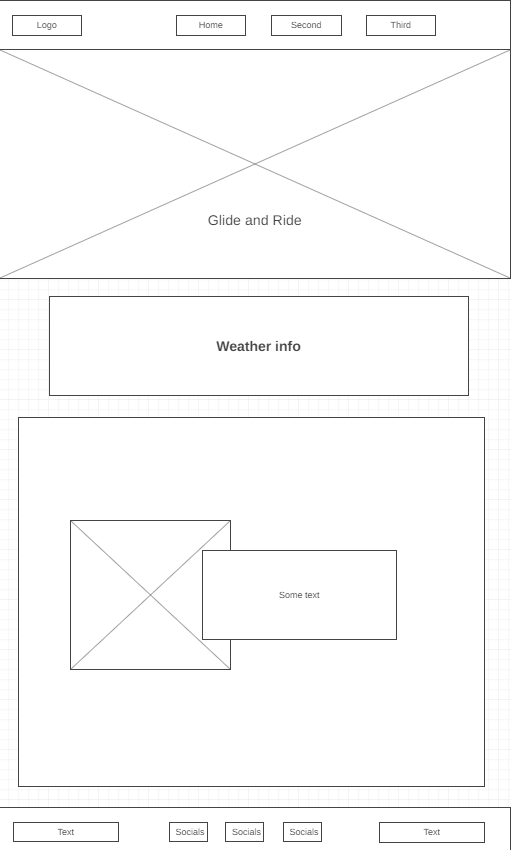 Logo
Home
Second
Third
Glide and Ride
Weather info
Some text
Text
Socials
Socials
Socials
Text